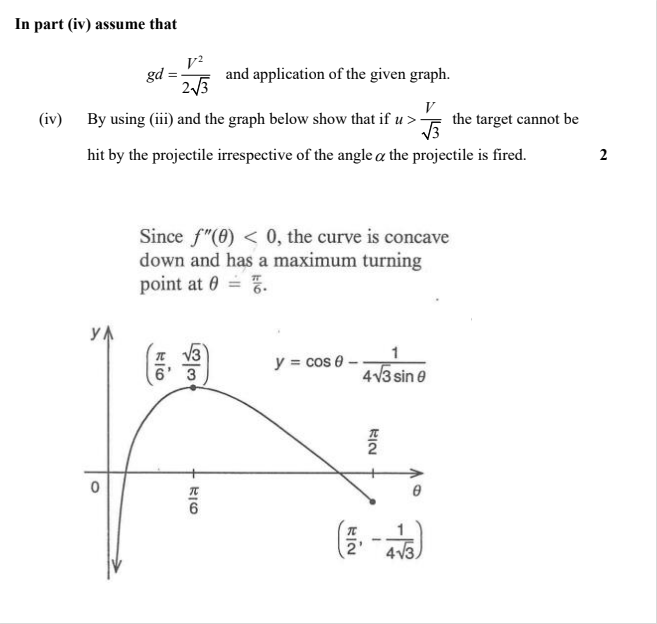 In part (iv) assume that
gd = V²/(2√3) and application of the given graph.
(iv) By using (iii) and the graph below show that if u > V/√3 the target cannot be
hit by the projectile irrespective of the angle α the projectile is fired. 2
Since f″(θ) < 0, the curve is concave
down and has a maximum turning
point at θ = π/6.
y
(π/6, √3/3)
y = cos θ − 1/(4√3 sin θ)
π/2
0
π/6
θ
(π/2, −1/(4√3))